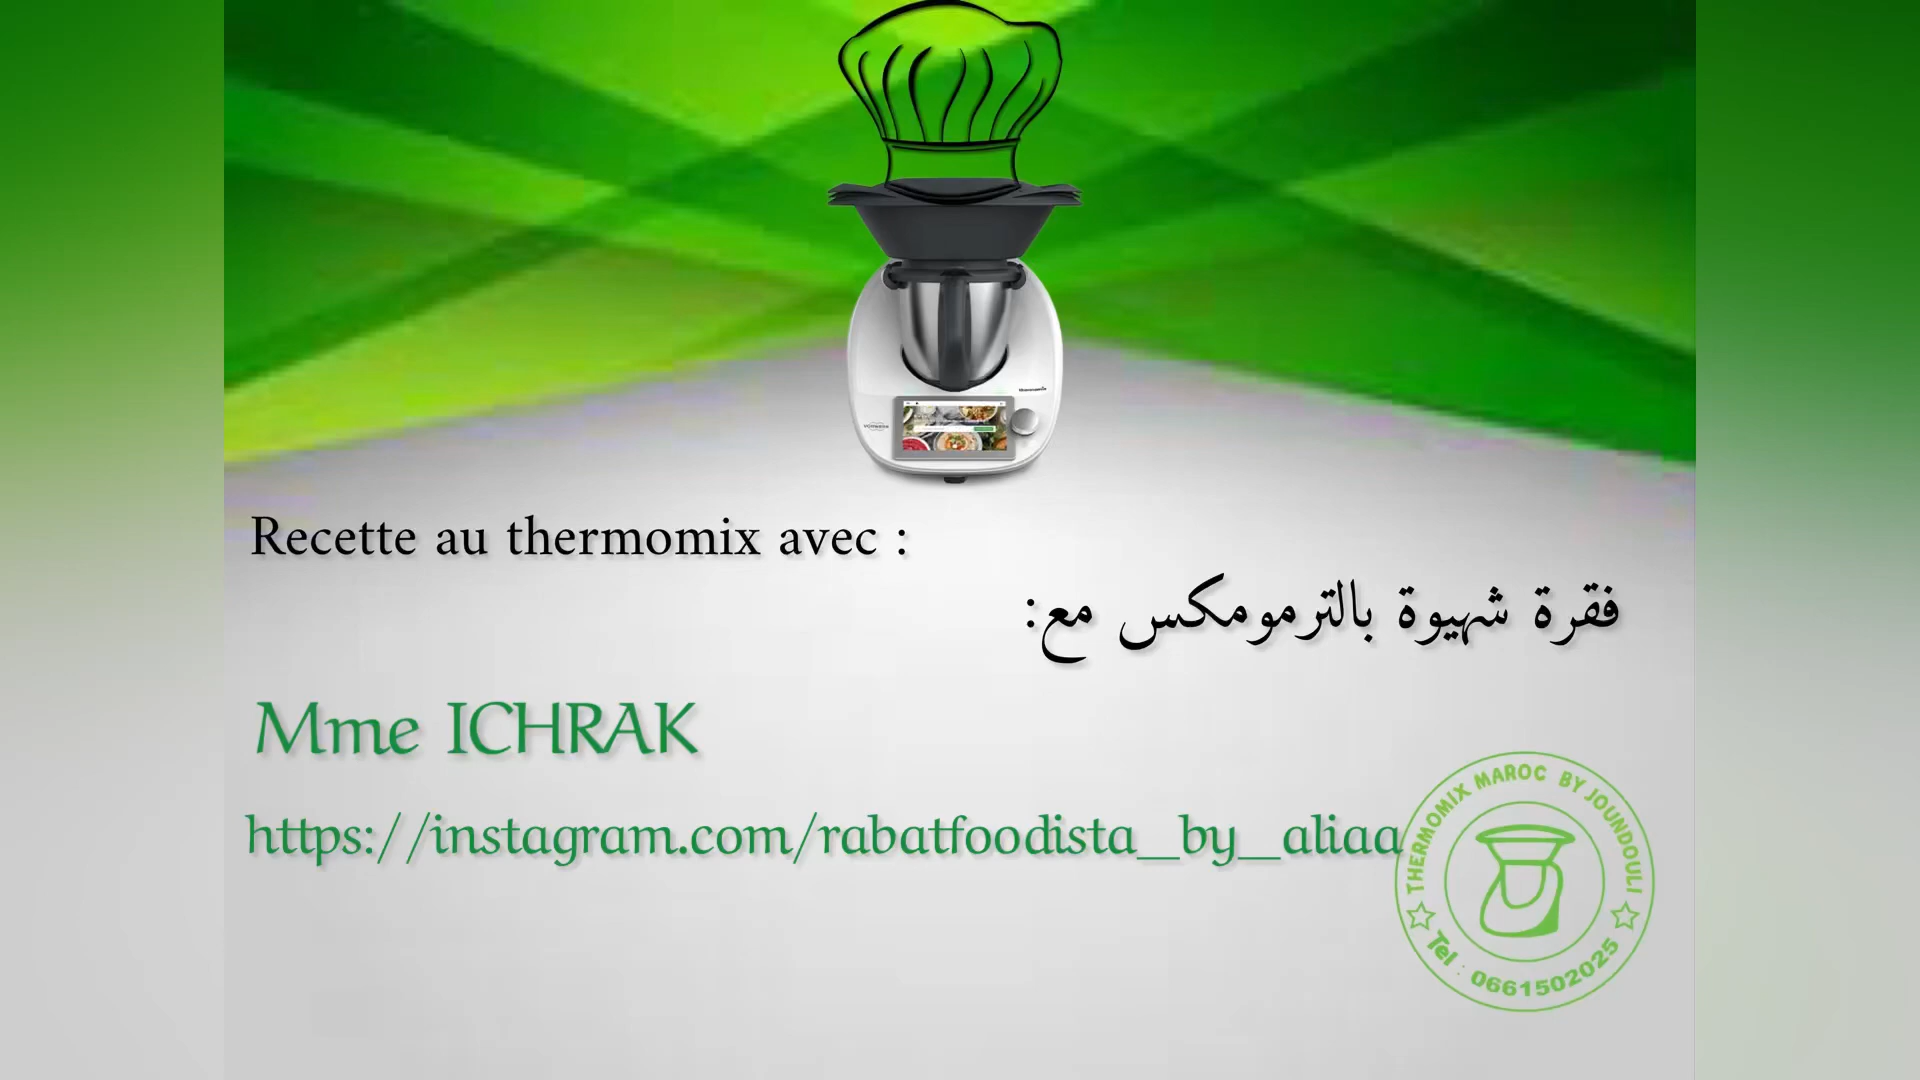 Recette au thermomix avec :
فقرة شهيوة بالترمومكس مع:
Mme ICHRAK
https://instagram.com/rabatfoodista_by_aliaa
THERMOMIX MAROC BY JOUNDOULI
Tel : 0661502025